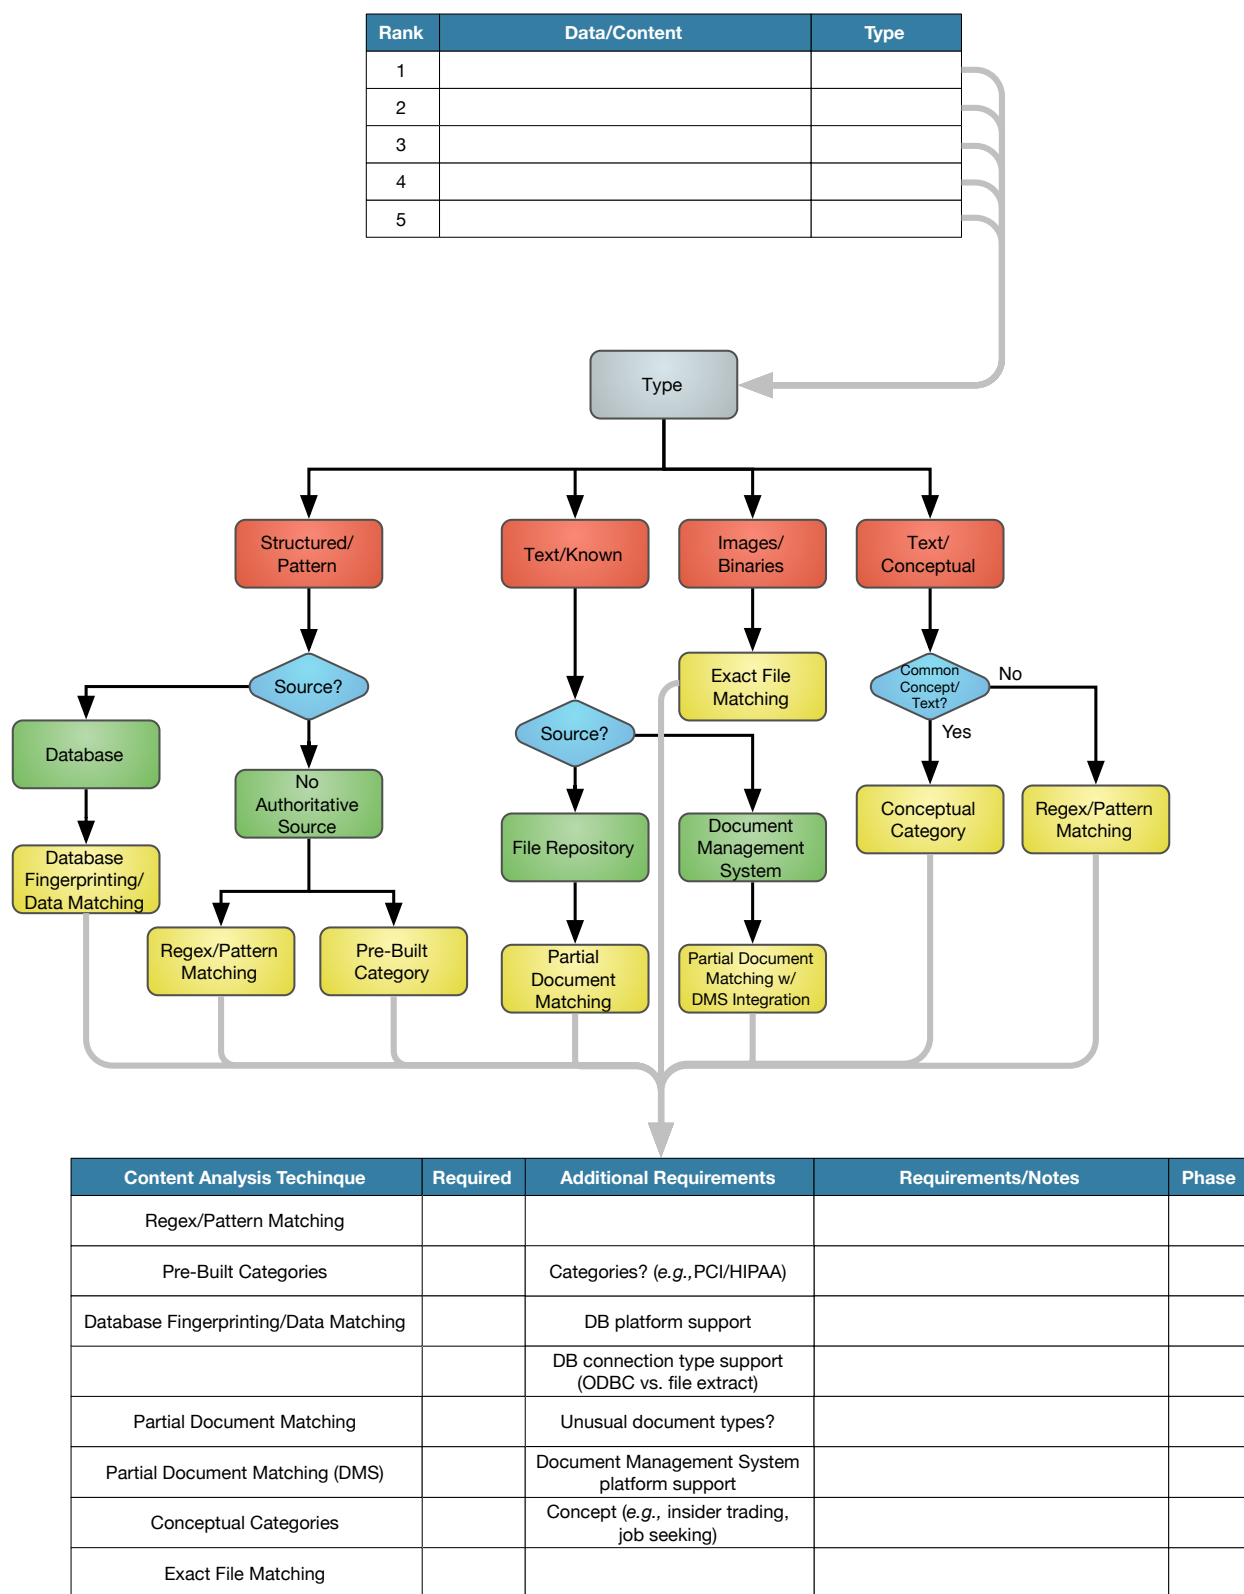 Rank Data/Content Type
1
2
3
4
5
Type
Structured/
Pattern
Text/Known
Images/
Binaries
Text/
Conceptual
Source?
Exact File
Matching
Common
Concept/
Text?
No
Yes
Database
No
Authoritative
Source
Source?
File Repository
Document
Management
System
Conceptual
Category
Regex/Pattern
Matching
Database
Fingerprinting/
Data Matching
Regex/Pattern
Matching
Pre-Built
Category
Partial
Document
Matching
Partial Document
Matching w/
DMS Integration
Content Analysis Techinque Required Additional Requirements Requirements/Notes Phase
Regex/Pattern Matching
Pre-Built Categories Categories? (e.g.,PCI/HIPAA)
Database Fingerprinting/Data Matching DB platform support
DB connection type support
(ODBC vs. file extract)
Partial Document Matching Unusual document types?
Partial Document Matching (DMS) Document Management System
platform support
Conceptual Categories Concept (e.g., insider trading,
job seeking)
Exact File Matching